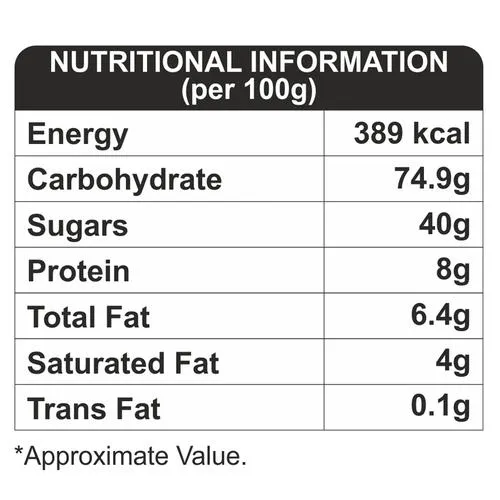 NUTRITIONAL INFORMATION
(per 100g)
Energy 389 kcal
Carbohydrate 74.9g
Sugars 40g
Protein 8g
Total Fat 6.4g
Saturated Fat 4g
Trans Fat 0.1g
*Approximate Value.